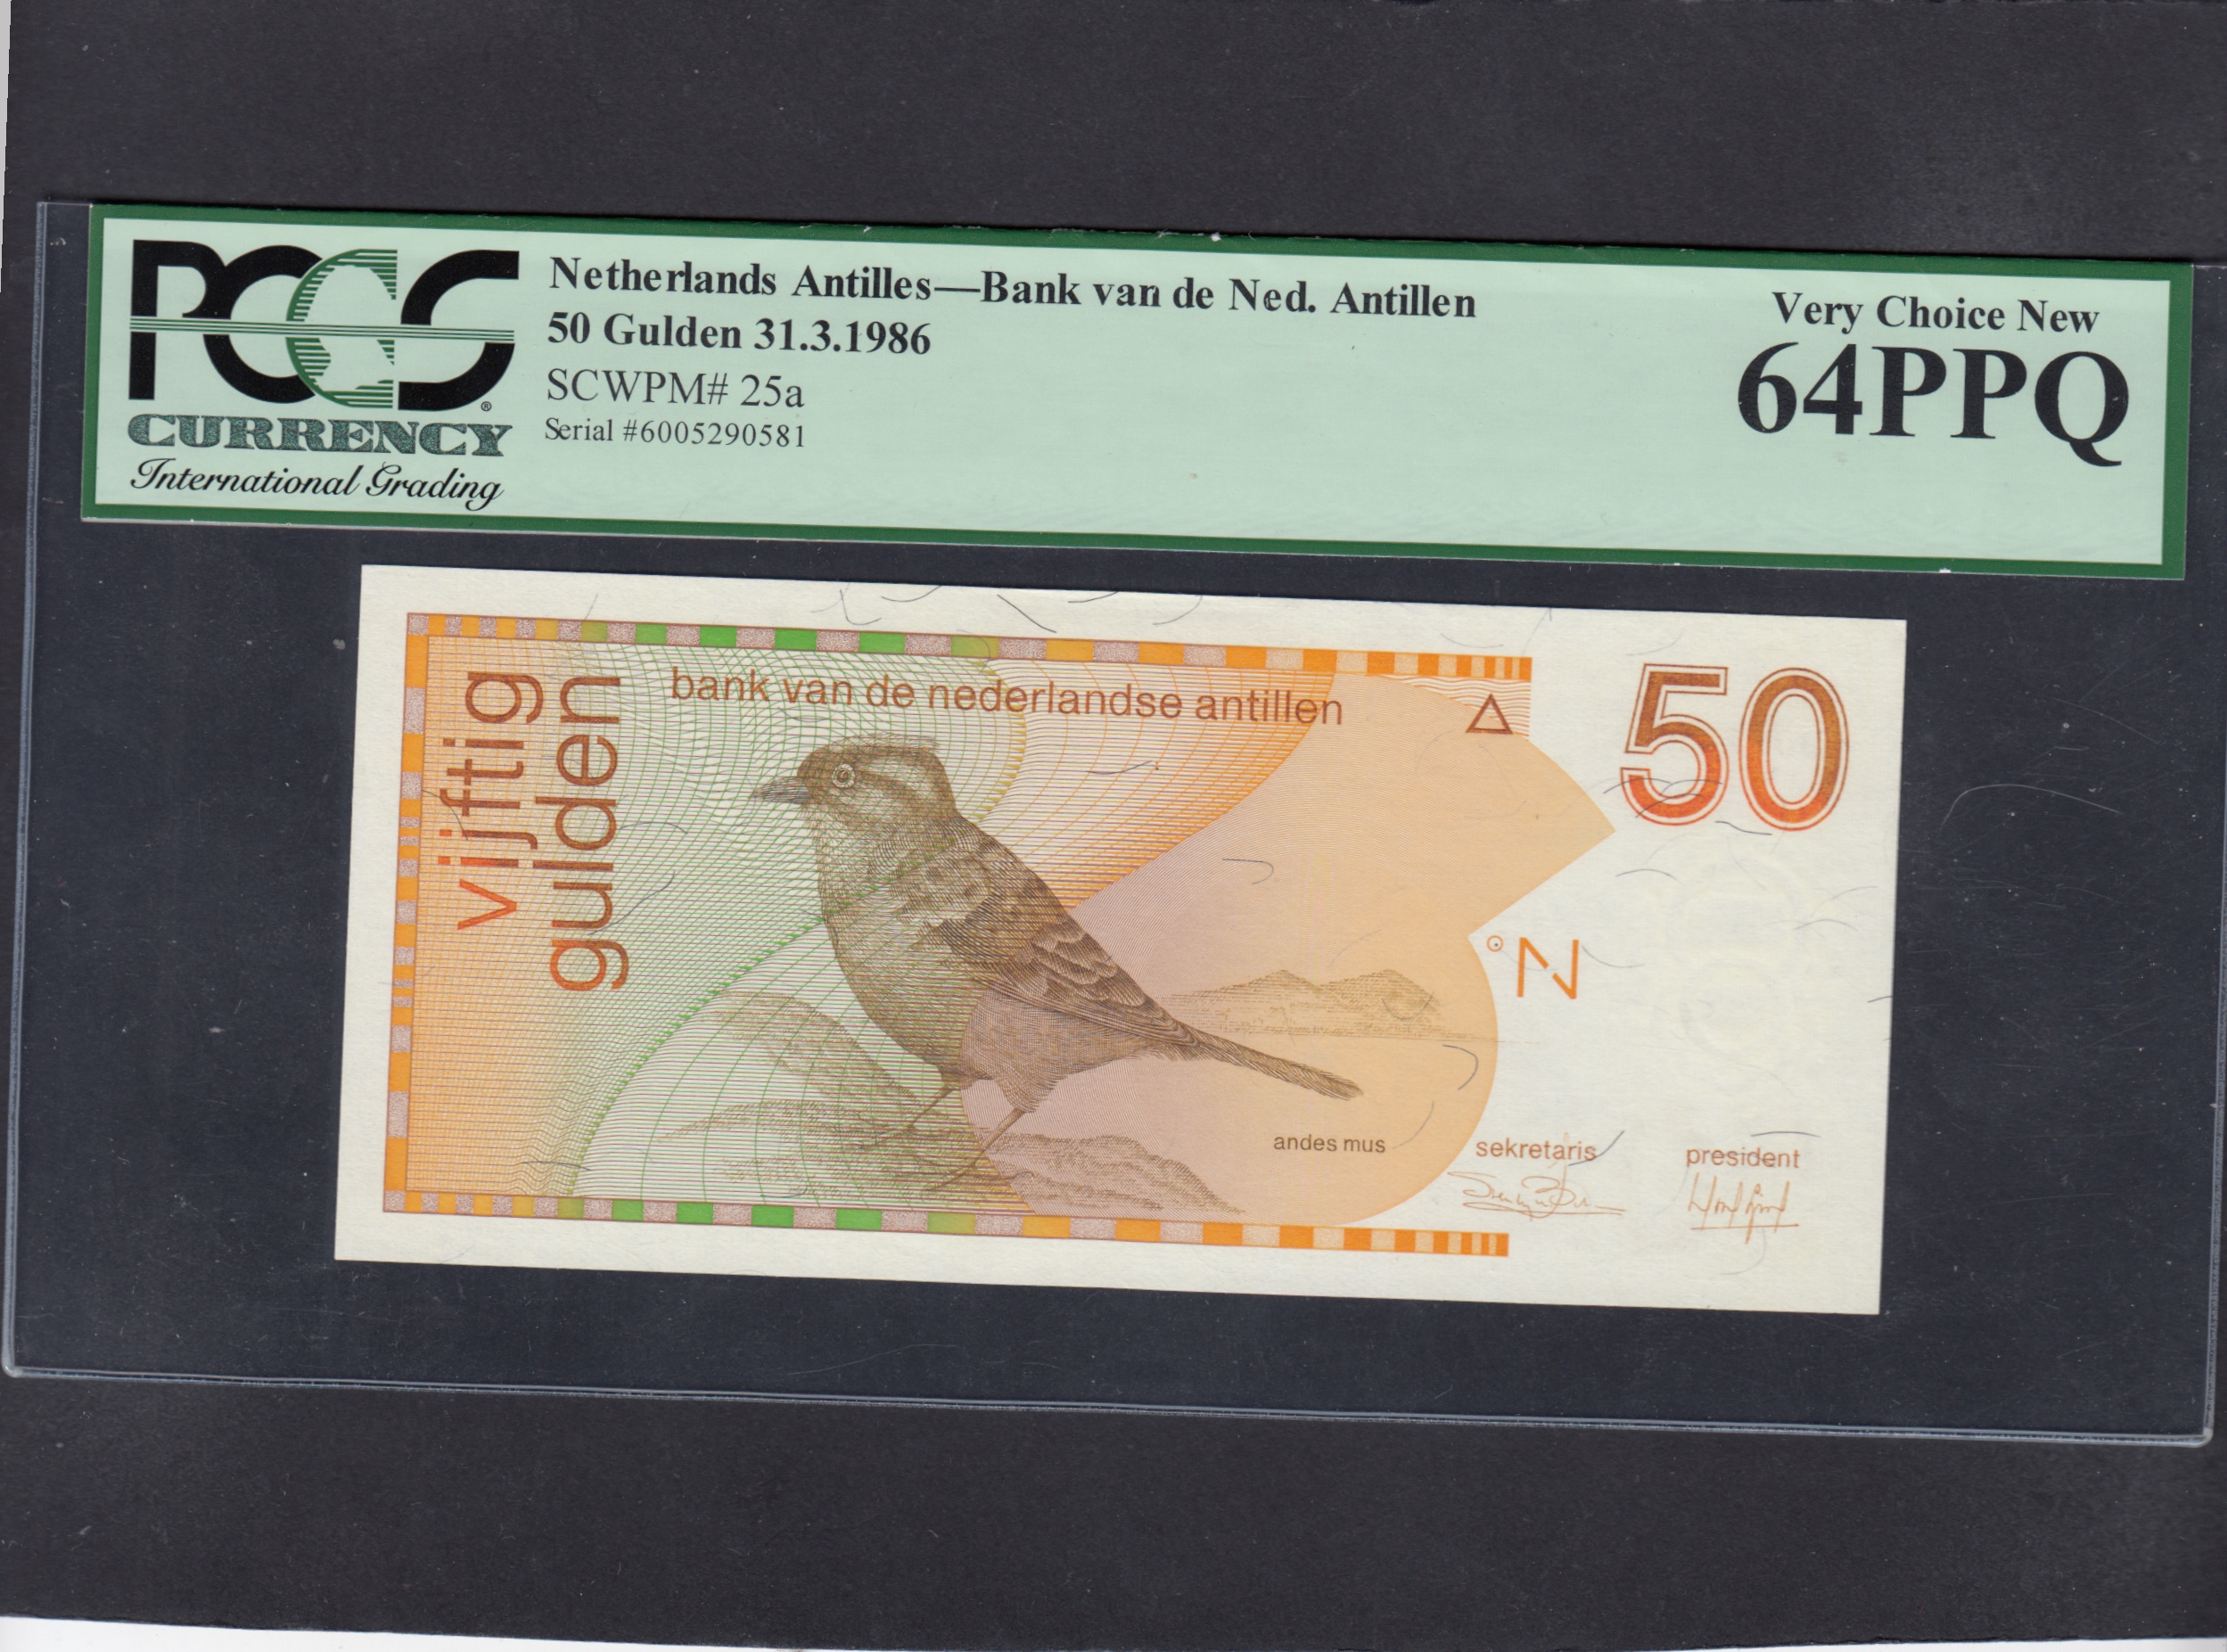 PCGS
CURRENCY
International Grading
Netherlands Antilles—Bank van de Ned. Antillen
50 Gulden 31.3.1986
SCWPM# 25a
Serial #6005290581
Very Choice New
64PPQ
vijftig
gulden
bank van de nederlandse antillen
50
N
andes mus
sekretaris
president